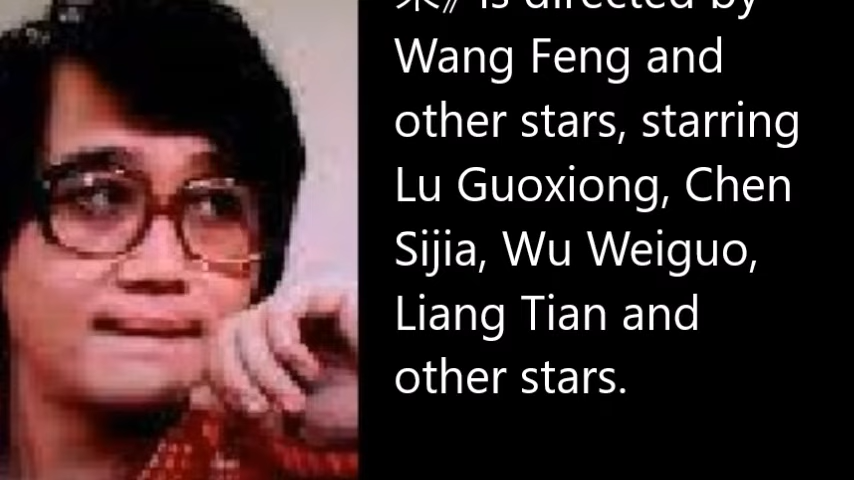 》 is directed by
Wang Feng and
other stars, starring
Lu Guoxiong, Chen
Sijia, Wu Weiguo,
Liang Tian and
other stars.